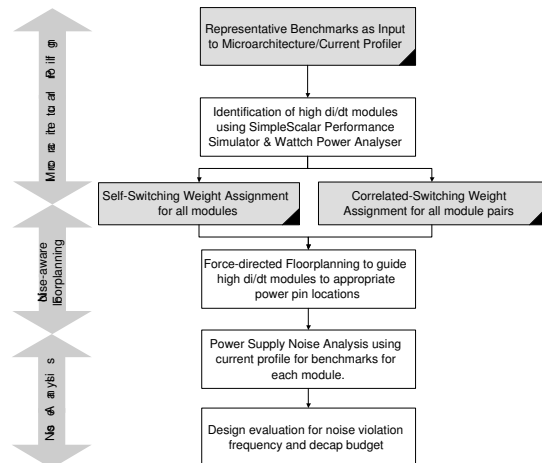 Representative Benchmarks as Input
to Microarchitecture/Current Profiler
Identification of high di/dt modules
using SimpleScalar Performance
Simulator & Wattch Power Analyser
Self-Switching Weight Assignment
for all modules
Correlated-Switching Weight
Assignment for all module pairs
Force-directed Floorplanning to guide
high di/dt modules to appropriate
power pin locations
Power Supply Noise Analysis using
current profile for benchmarks for
each module.
Design evaluation for noise violation
frequency and decap budget
Noise-aware
Floorplanning